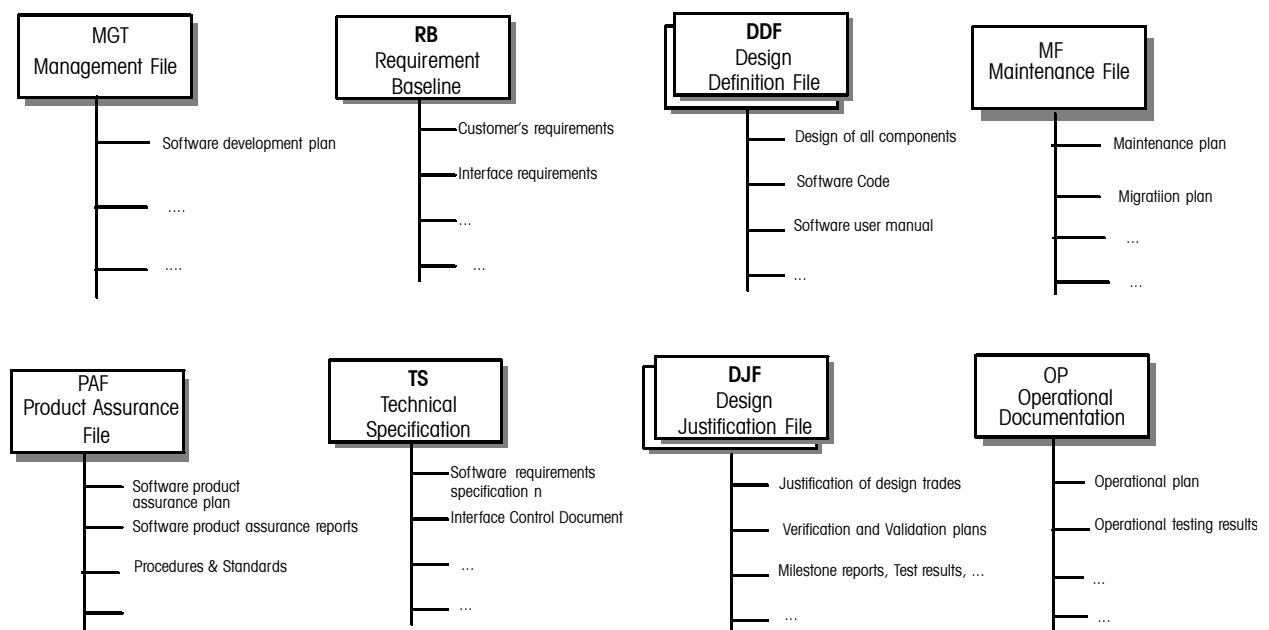 MGT
Management File
Software development plan
....
....
RB
Requirement
Baseline
Customer's requirements
Interface requirements
...
...
DDF
Design
Definition File
Design of all components
Software Code
Software user manual
...
MF
Maintenance File
Maintenance plan
Migratiion plan
...
...
PAF
Product Assurance
File
Software product
assurance plan
Software product assurance reports
Procedures & Standards
TS
Technical
Specification
Software requirements
specification n
Interface Control Document
...
...
DJF
Design
Justification File
Justification of design trades
Verification and Validation plans
Milestone reports, Test results, ...
...
OP
Operational
Documentation
Operational plan
Operational testing results
...
...